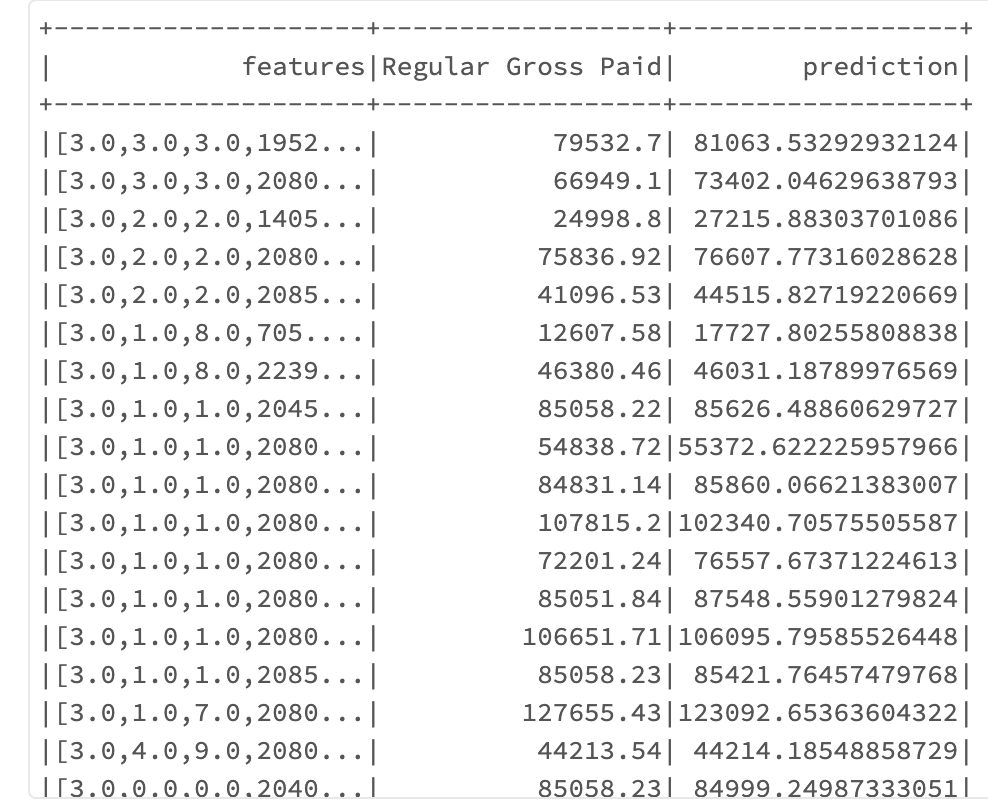 +--------------------+------------------+------------------+
|            features|Regular Gross Paid|        prediction|
+--------------------+------------------+------------------+
|[3.0,3.0,3.0,1952...|           79532.7| 81063.53292932124|
|[3.0,3.0,3.0,2080...|           66949.1| 73402.04629638793|
|[3.0,2.0,2.0,1405...|           24998.8| 27215.88303701086|
|[3.0,2.0,2.0,2080...|          75836.92| 76607.77316028628|
|[3.0,2.0,2.0,2085...|          41096.53| 44515.82719220669|
|[3.0,1.0,8.0,705....|          12607.58| 17727.80255808838|
|[3.0,1.0,8.0,2239...|          46380.46| 46031.18789976569|
|[3.0,1.0,1.0,2045...|          85058.22| 85626.48860629727|
|[3.0,1.0,1.0,2080...|          54838.72|55372.622225957966|
|[3.0,1.0,1.0,2080...|          84831.14| 85860.06621383007|
|[3.0,1.0,1.0,2080...|          107815.2|102340.70575505587|
|[3.0,1.0,1.0,2080...|          72201.24| 76557.67371224613|
|[3.0,1.0,1.0,2080...|          85051.84| 87548.55901279824|
|[3.0,1.0,1.0,2080...|         106651.71|106095.79585526448|
|[3.0,1.0,1.0,2085...|          85058.23| 85421.76457479768|
|[3.0,1.0,7.0,2080...|         127655.43|123092.65363604322|
|[3.0,4.0,9.0,2080...|          44213.54| 44214.18548858729|
|[3.0,0.0,0.0,2040...|          85058.23| 84999.24987333051|